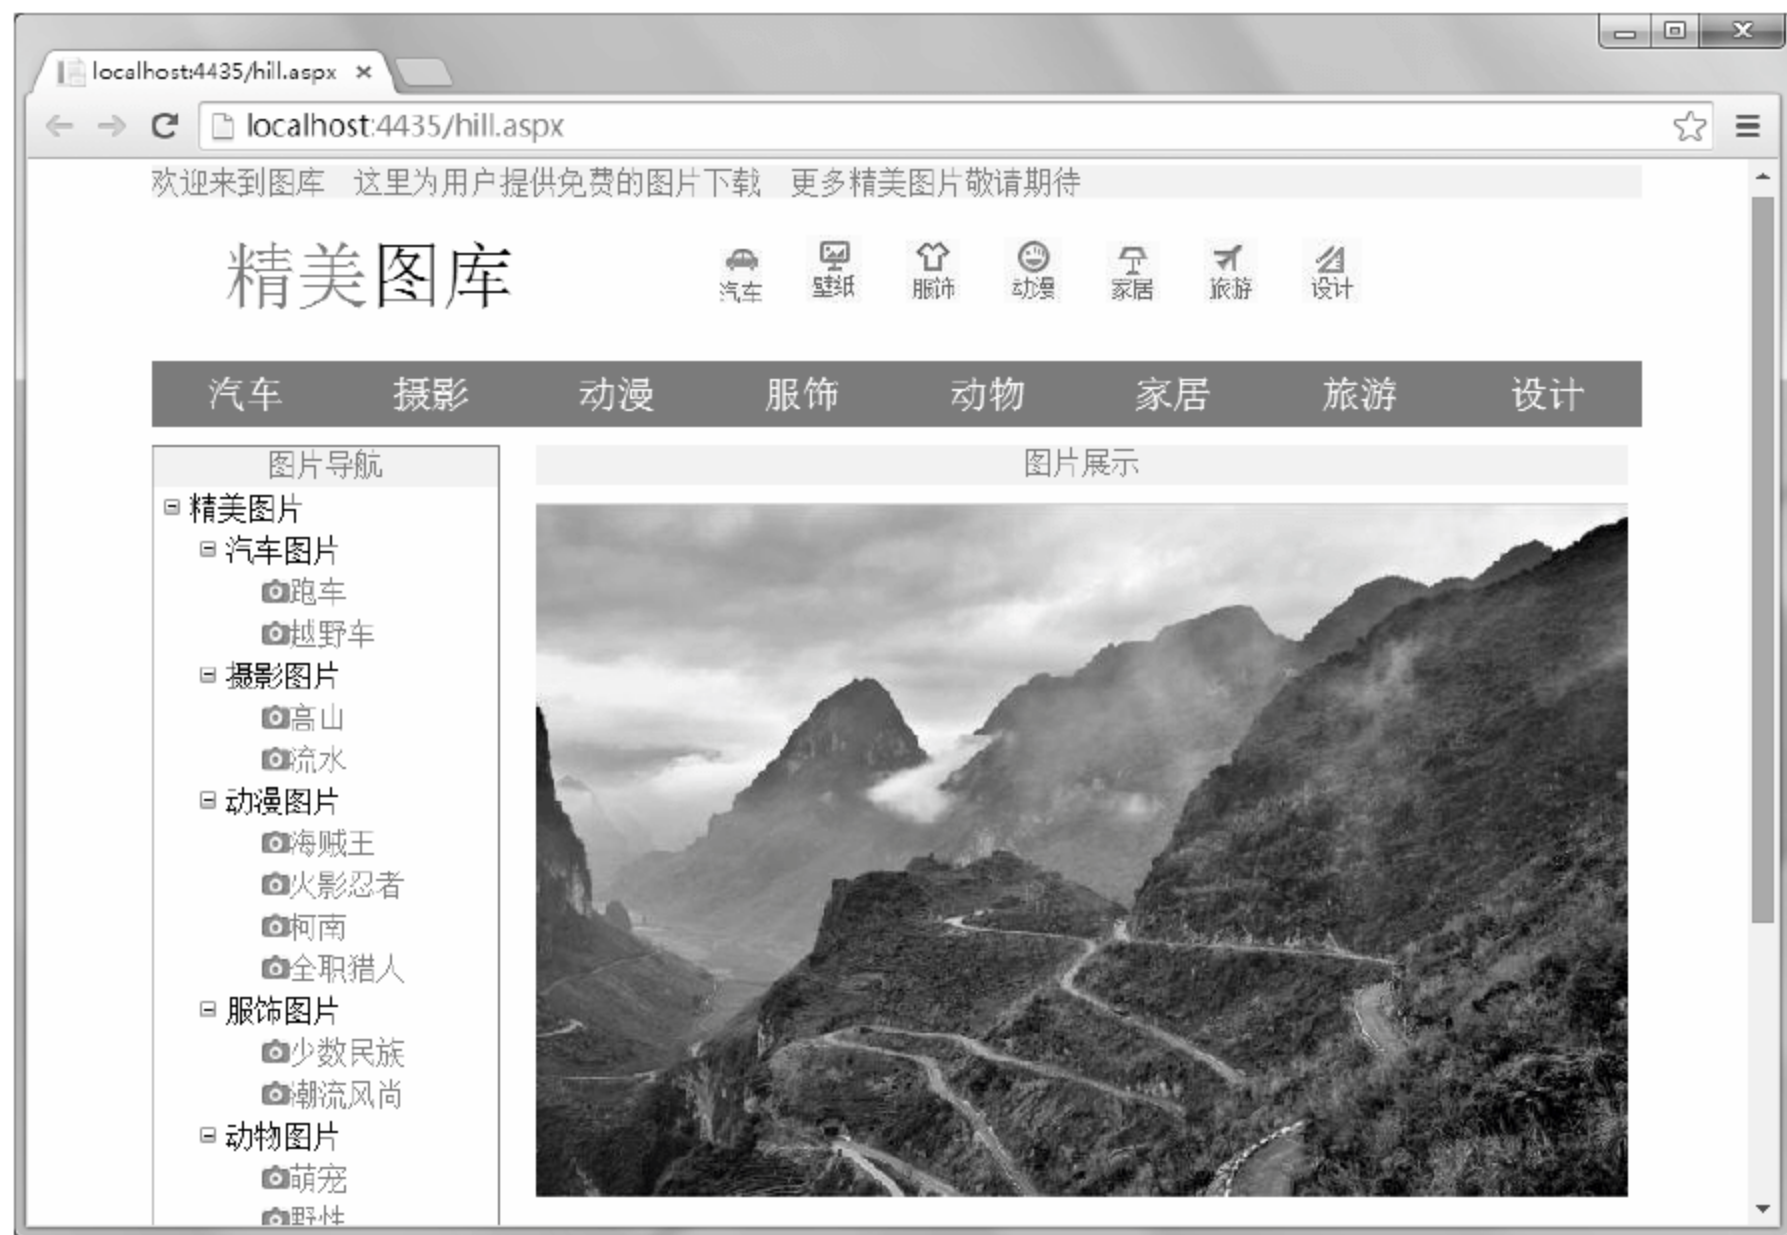 localhost:4435/hill.aspx
localhost:4435/hill.aspx
欢迎来到图库 这里为用户提供免费的图片下载 更多精美图片敬请期待
精美图库
汽车 壁纸 服饰 动漫 家居 旅游 设计
汽车 摄影 动漫 服饰 动物 家居 旅游 设计
图片导航
精美图片
汽车图片
跑车
越野车
摄影图片
高山
流水
动漫图片
海贼王
火影忍者
柯南
全职猎人
服饰图片
少数民族
潮流风尚
动物图片
萌宠
野性
图片展示